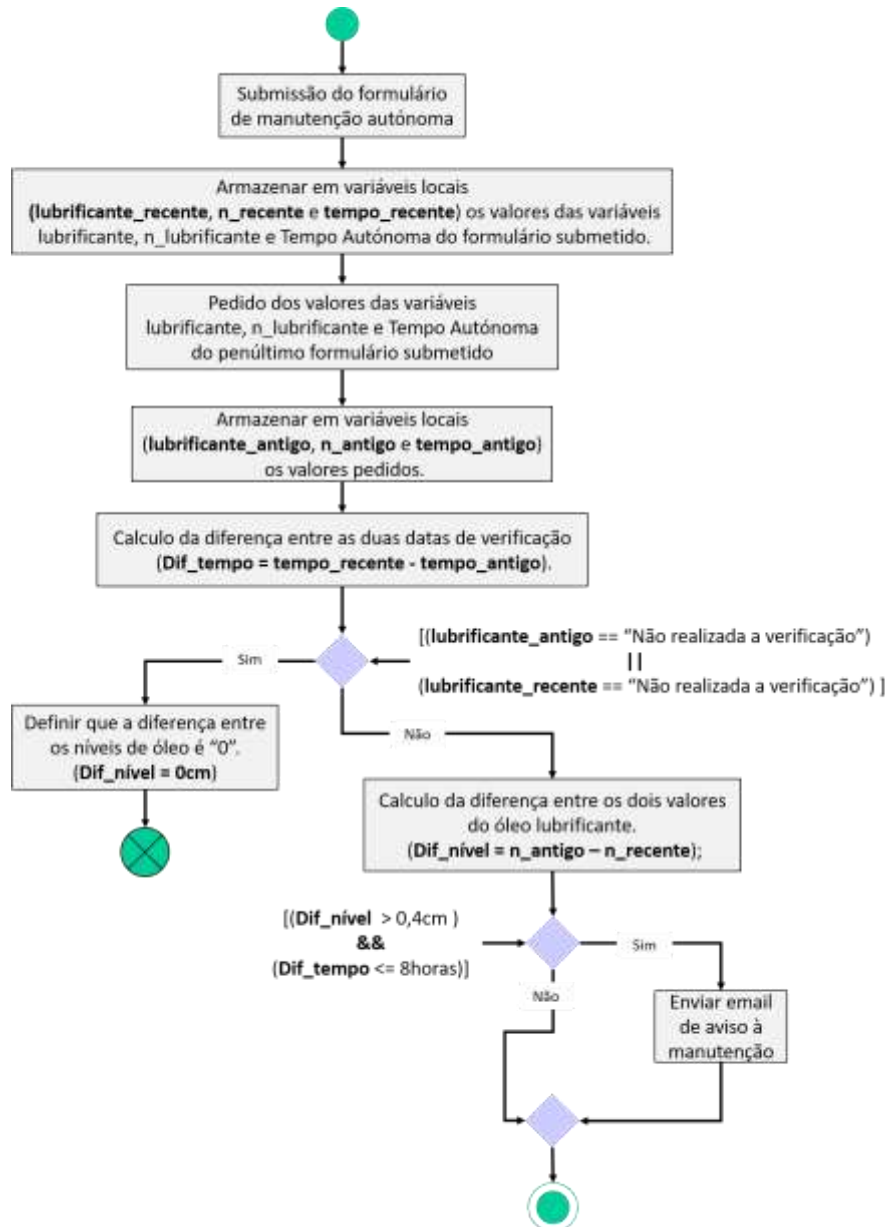 Submissão do formulário
de manutenção autónoma
Armazenar em variáveis locais
(lubrificante_recente, n_recente e tempo_recente) os valores das variáveis
lubrificante, n_lubrificante e Tempo Autónoma do formulário submetido.
Pedido dos valores das variáveis
lubrificante, n_lubrificante e Tempo Autónoma
do penúltimo formulário submetido
Armazenar em variáveis locais
(lubrificante_antigo, n_antigo e tempo_antigo)
os valores pedidos.
Calculo da diferença entre as duas datas de verificação
(Dif_tempo = tempo_recente - tempo_antigo).
[(lubrificante_antigo == “Não realizada a verificação”)
||
(lubrificante_recente == “Não realizada a verificação”) ]
Sim
Definir que a diferença entre
os níveis de óleo é “0”.
(Dif_nível = 0cm)
Não
Calculo da diferença entre os dois valores
do óleo lubrificante.
(Dif_nível = n_antigo – n_recente);
[(Dif_nível > 0,4cm )
&&
(Dif_tempo <= 8horas)]
Sim
Não
Enviar email
de aviso à
manutenção